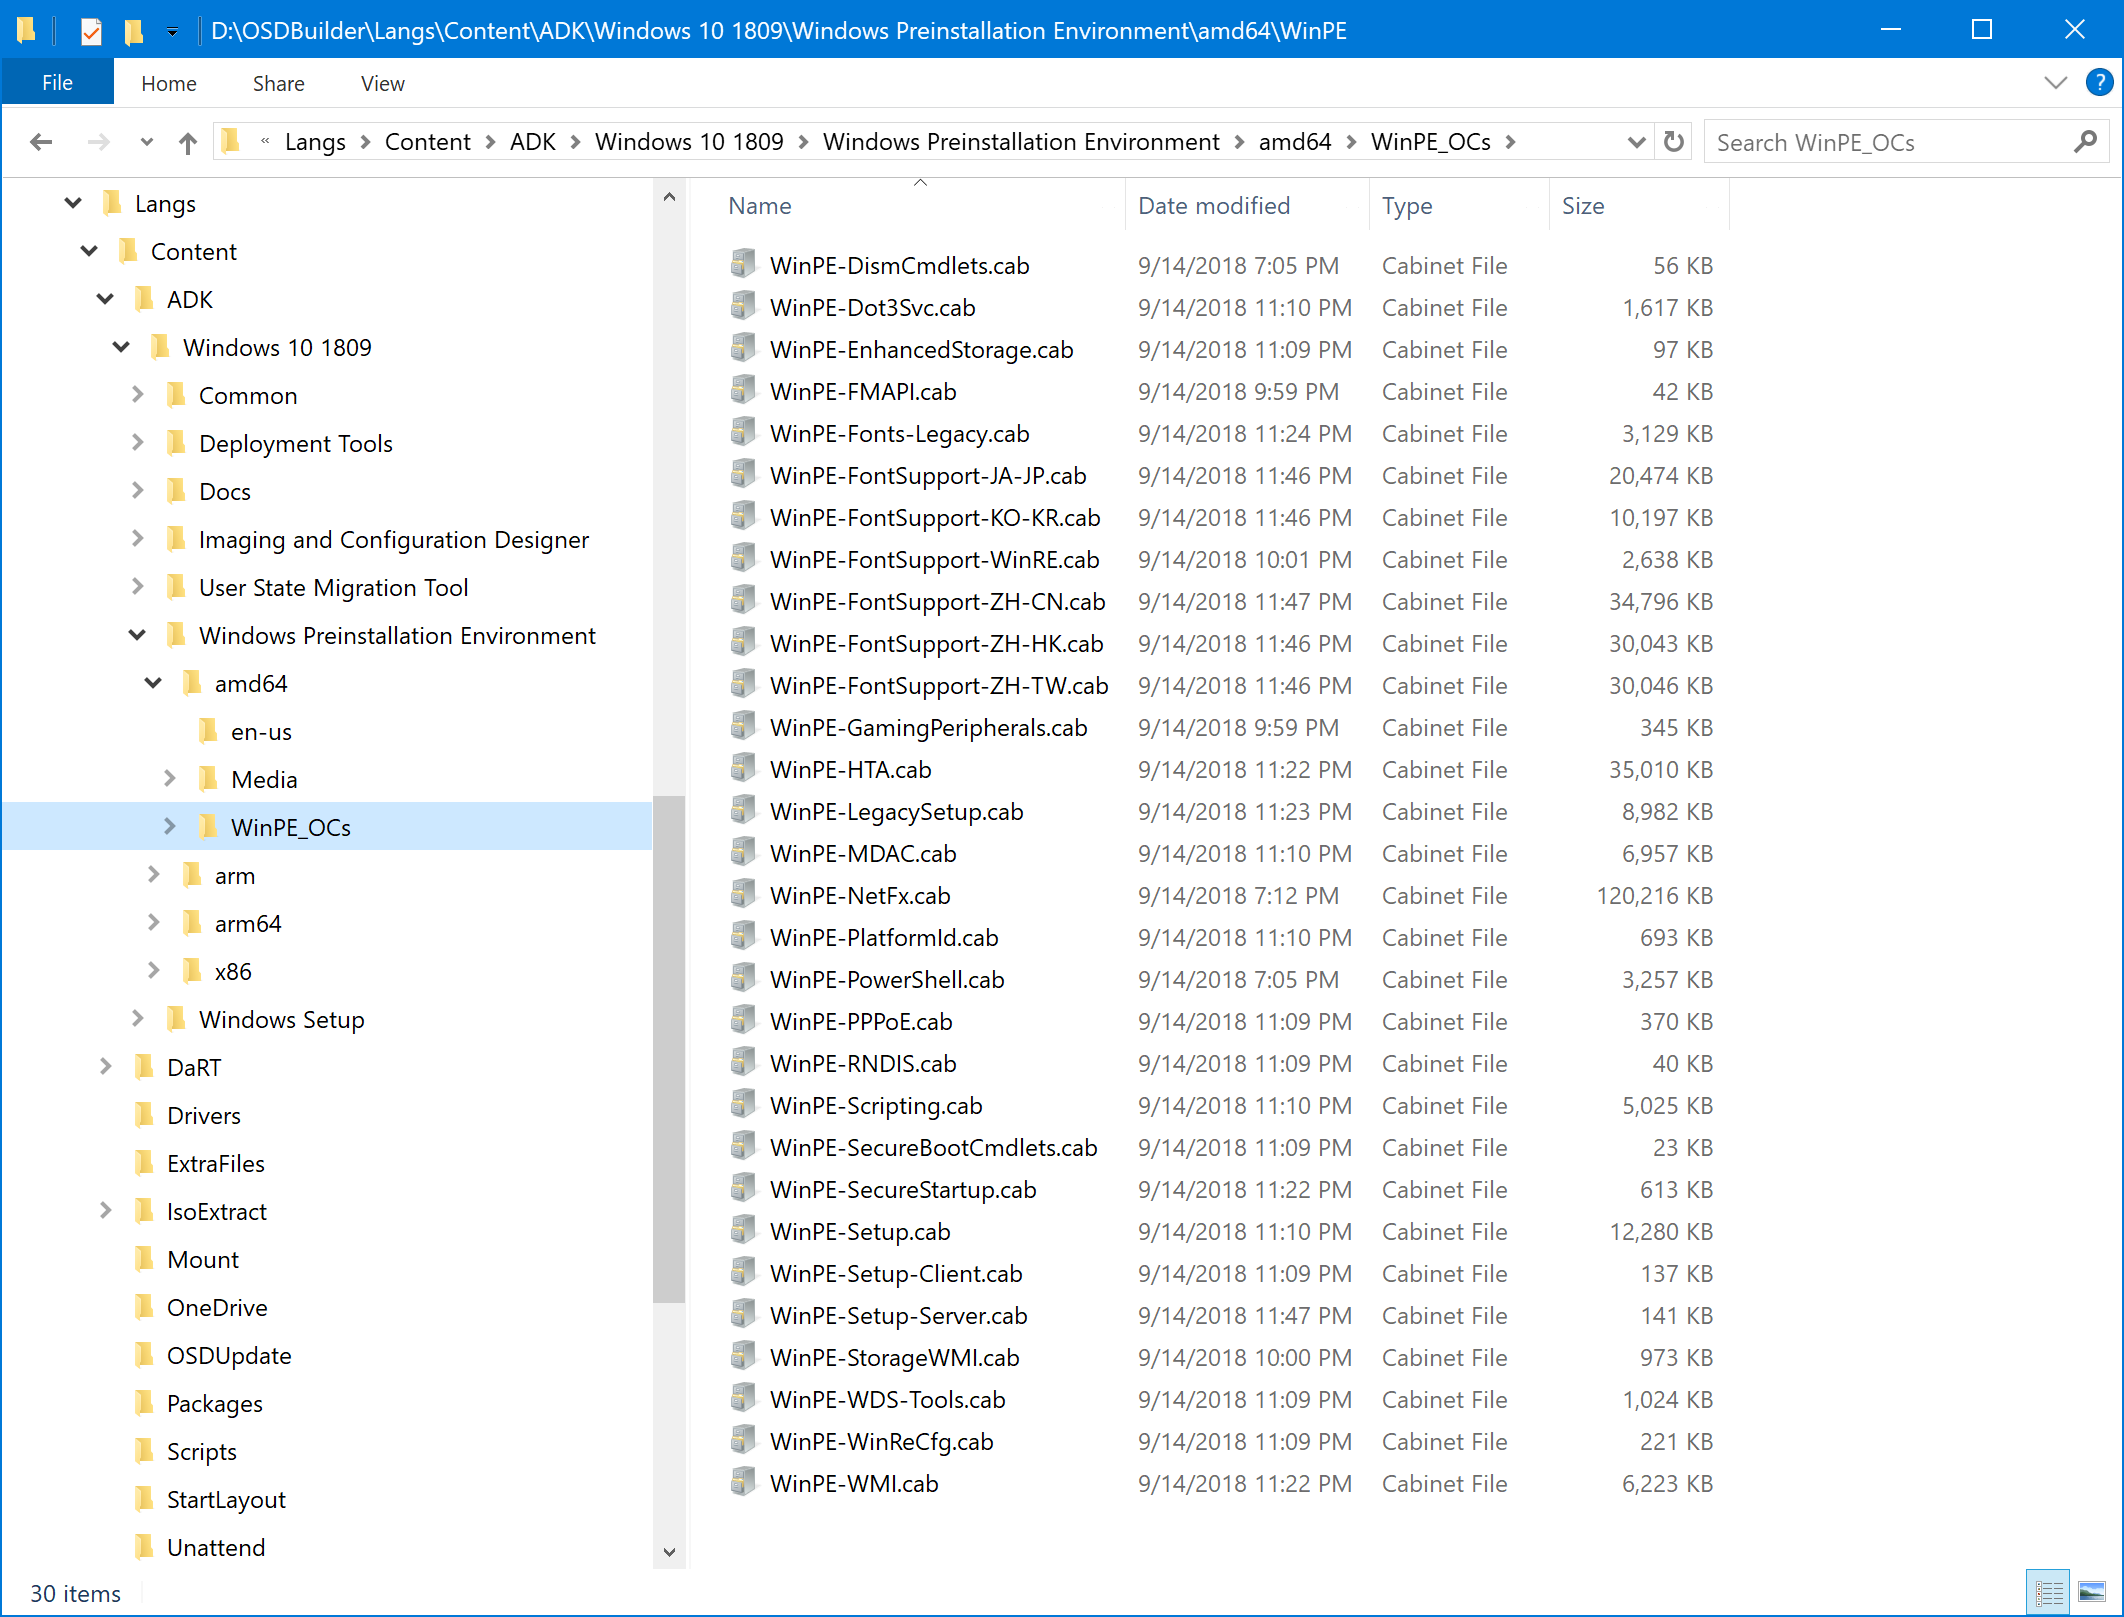 D:\OSDBuilder\Langs\Content\ADK\Windows 10 1809\Windows Preinstallation Environment\amd64\WinPE
File Home Share View ?
« Langs > Content > ADK > Windows 10 1809 > Windows Preinstallation Environment > amd64 > WinPE_OCs >
Search WinPE_OCs
Langs
Content
ADK
Windows 10 1809
Common
Deployment Tools
Docs
Imaging and Configuration Designer
User State Migration Tool
Windows Preinstallation Environment
amd64
en-us
Media
WinPE_OCs
arm
arm64
x86
Windows Setup
DaRT
Drivers
ExtraFiles
IsoExtract
Mount
OneDrive
OSDUpdate
Packages
Scripts
StartLayout
Unattend
Name Date modified Type Size
WinPE-DismCmdlets.cab 9/14/2018 7:05 PM Cabinet File 56 KB
WinPE-Dot3Svc.cab 9/14/2018 11:10 PM Cabinet File 1,617 KB
WinPE-EnhancedStorage.cab 9/14/2018 11:09 PM Cabinet File 97 KB
WinPE-FMAPI.cab 9/14/2018 9:59 PM Cabinet File 42 KB
WinPE-Fonts-Legacy.cab 9/14/2018 11:24 PM Cabinet File 3,129 KB
WinPE-FontSupport-JA-JP.cab 9/14/2018 11:46 PM Cabinet File 20,474 KB
WinPE-FontSupport-KO-KR.cab 9/14/2018 11:46 PM Cabinet File 10,197 KB
WinPE-FontSupport-WinRE.cab 9/14/2018 10:01 PM Cabinet File 2,638 KB
WinPE-FontSupport-ZH-CN.cab 9/14/2018 11:47 PM Cabinet File 34,796 KB
WinPE-FontSupport-ZH-HK.cab 9/14/2018 11:46 PM Cabinet File 30,043 KB
WinPE-FontSupport-ZH-TW.cab 9/14/2018 11:46 PM Cabinet File 30,046 KB
WinPE-GamingPeripherals.cab 9/14/2018 9:59 PM Cabinet File 345 KB
WinPE-HTA.cab 9/14/2018 11:22 PM Cabinet File 35,010 KB
WinPE-LegacySetup.cab 9/14/2018 11:23 PM Cabinet File 8,982 KB
WinPE-MDAC.cab 9/14/2018 11:10 PM Cabinet File 6,957 KB
WinPE-NetFx.cab 9/14/2018 7:12 PM Cabinet File 120,216 KB
WinPE-PlatformId.cab 9/14/2018 11:10 PM Cabinet File 693 KB
WinPE-PowerShell.cab 9/14/2018 7:05 PM Cabinet File 3,257 KB
WinPE-PPPoE.cab 9/14/2018 11:09 PM Cabinet File 370 KB
WinPE-RNDIS.cab 9/14/2018 11:09 PM Cabinet File 40 KB
WinPE-Scripting.cab 9/14/2018 11:10 PM Cabinet File 5,025 KB
WinPE-SecureBootCmdlets.cab 9/14/2018 11:09 PM Cabinet File 23 KB
WinPE-SecureStartup.cab 9/14/2018 11:22 PM Cabinet File 613 KB
WinPE-Setup.cab 9/14/2018 11:10 PM Cabinet File 12,280 KB
WinPE-Setup-Client.cab 9/14/2018 11:09 PM Cabinet File 137 KB
WinPE-Setup-Server.cab 9/14/2018 11:47 PM Cabinet File 141 KB
WinPE-StorageWMI.cab 9/14/2018 10:00 PM Cabinet File 973 KB
WinPE-WDS-Tools.cab 9/14/2018 11:09 PM Cabinet File 1,024 KB
WinPE-WinReCfg.cab 9/14/2018 11:09 PM Cabinet File 221 KB
WinPE-WMI.cab 9/14/2018 11:22 PM Cabinet File 6,223 KB
30 items